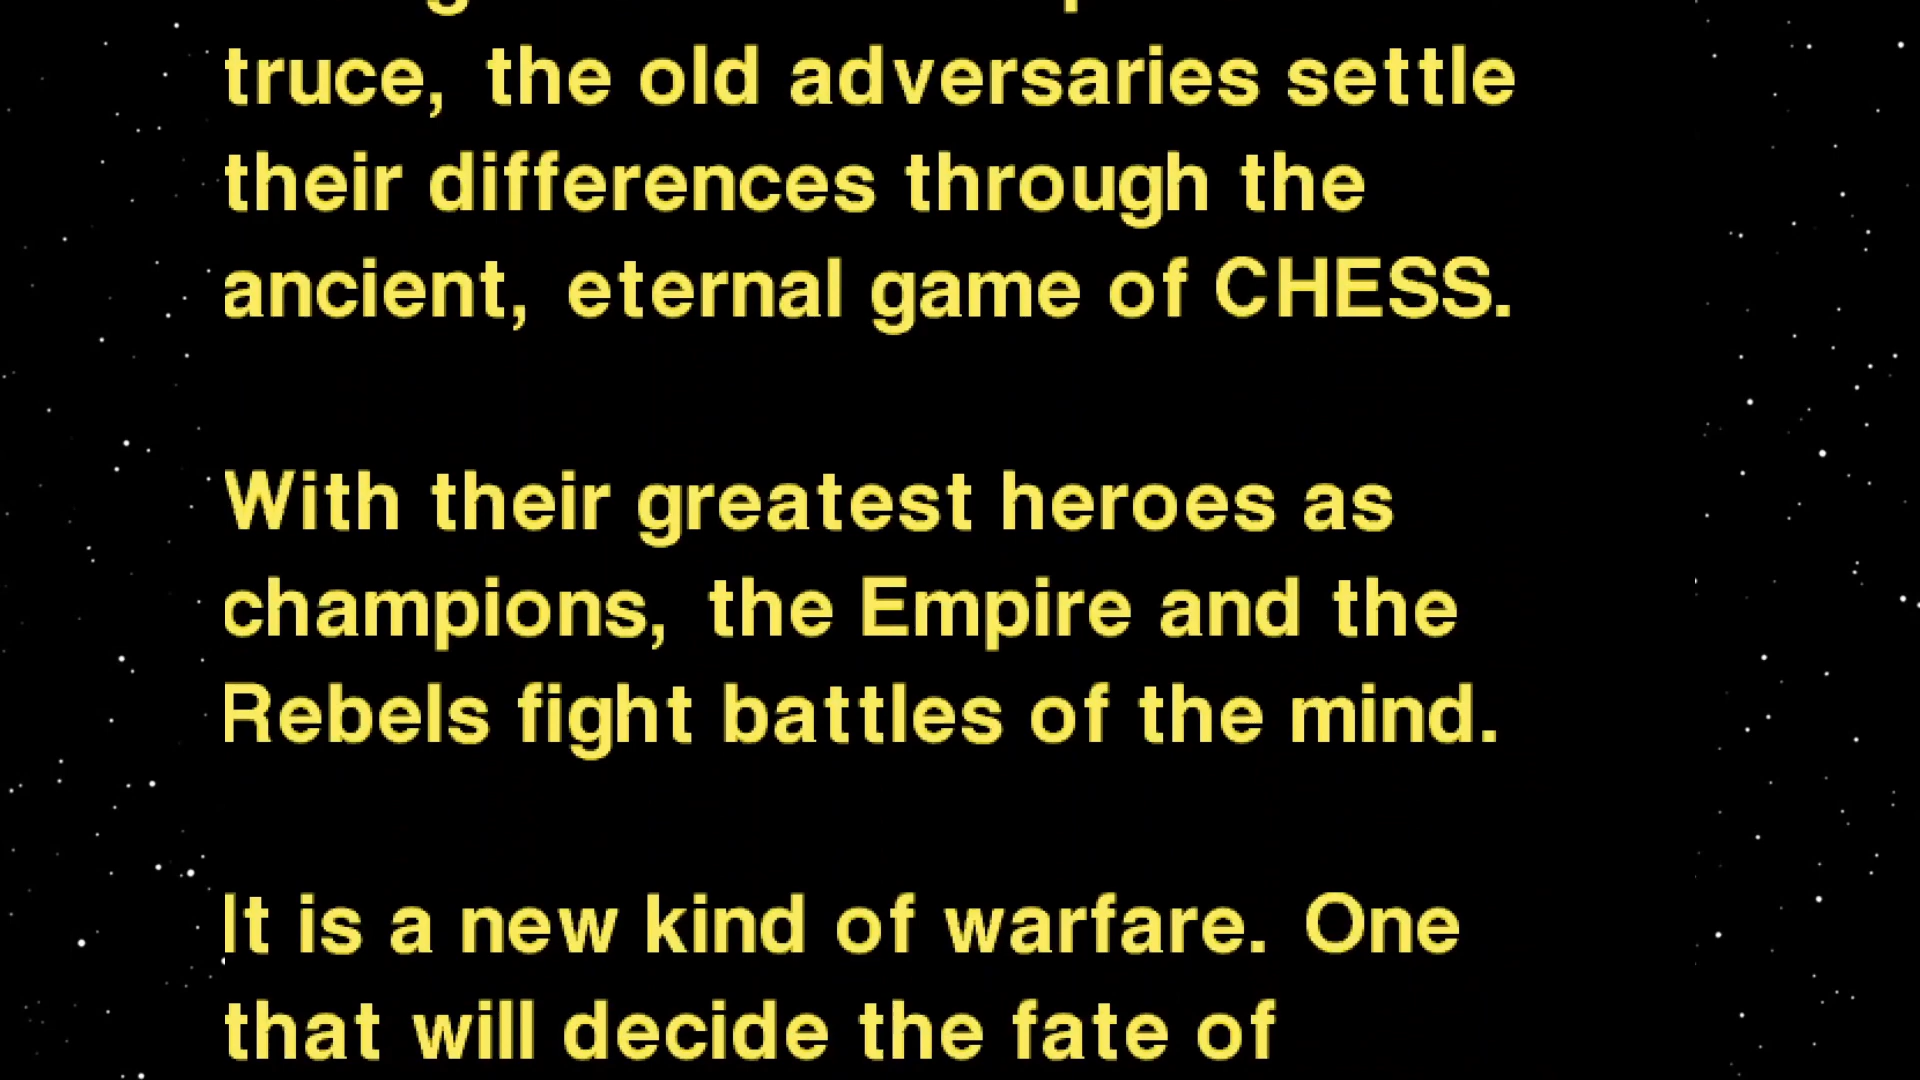 truce, the old adversaries settle
their differences through the
ancient, eternal game of CHESS.
With their greatest heroes as
champions, the Empire and the
Rebels fight battles of the mind.
It is a new kind of warfare. One
that will decide the fate of